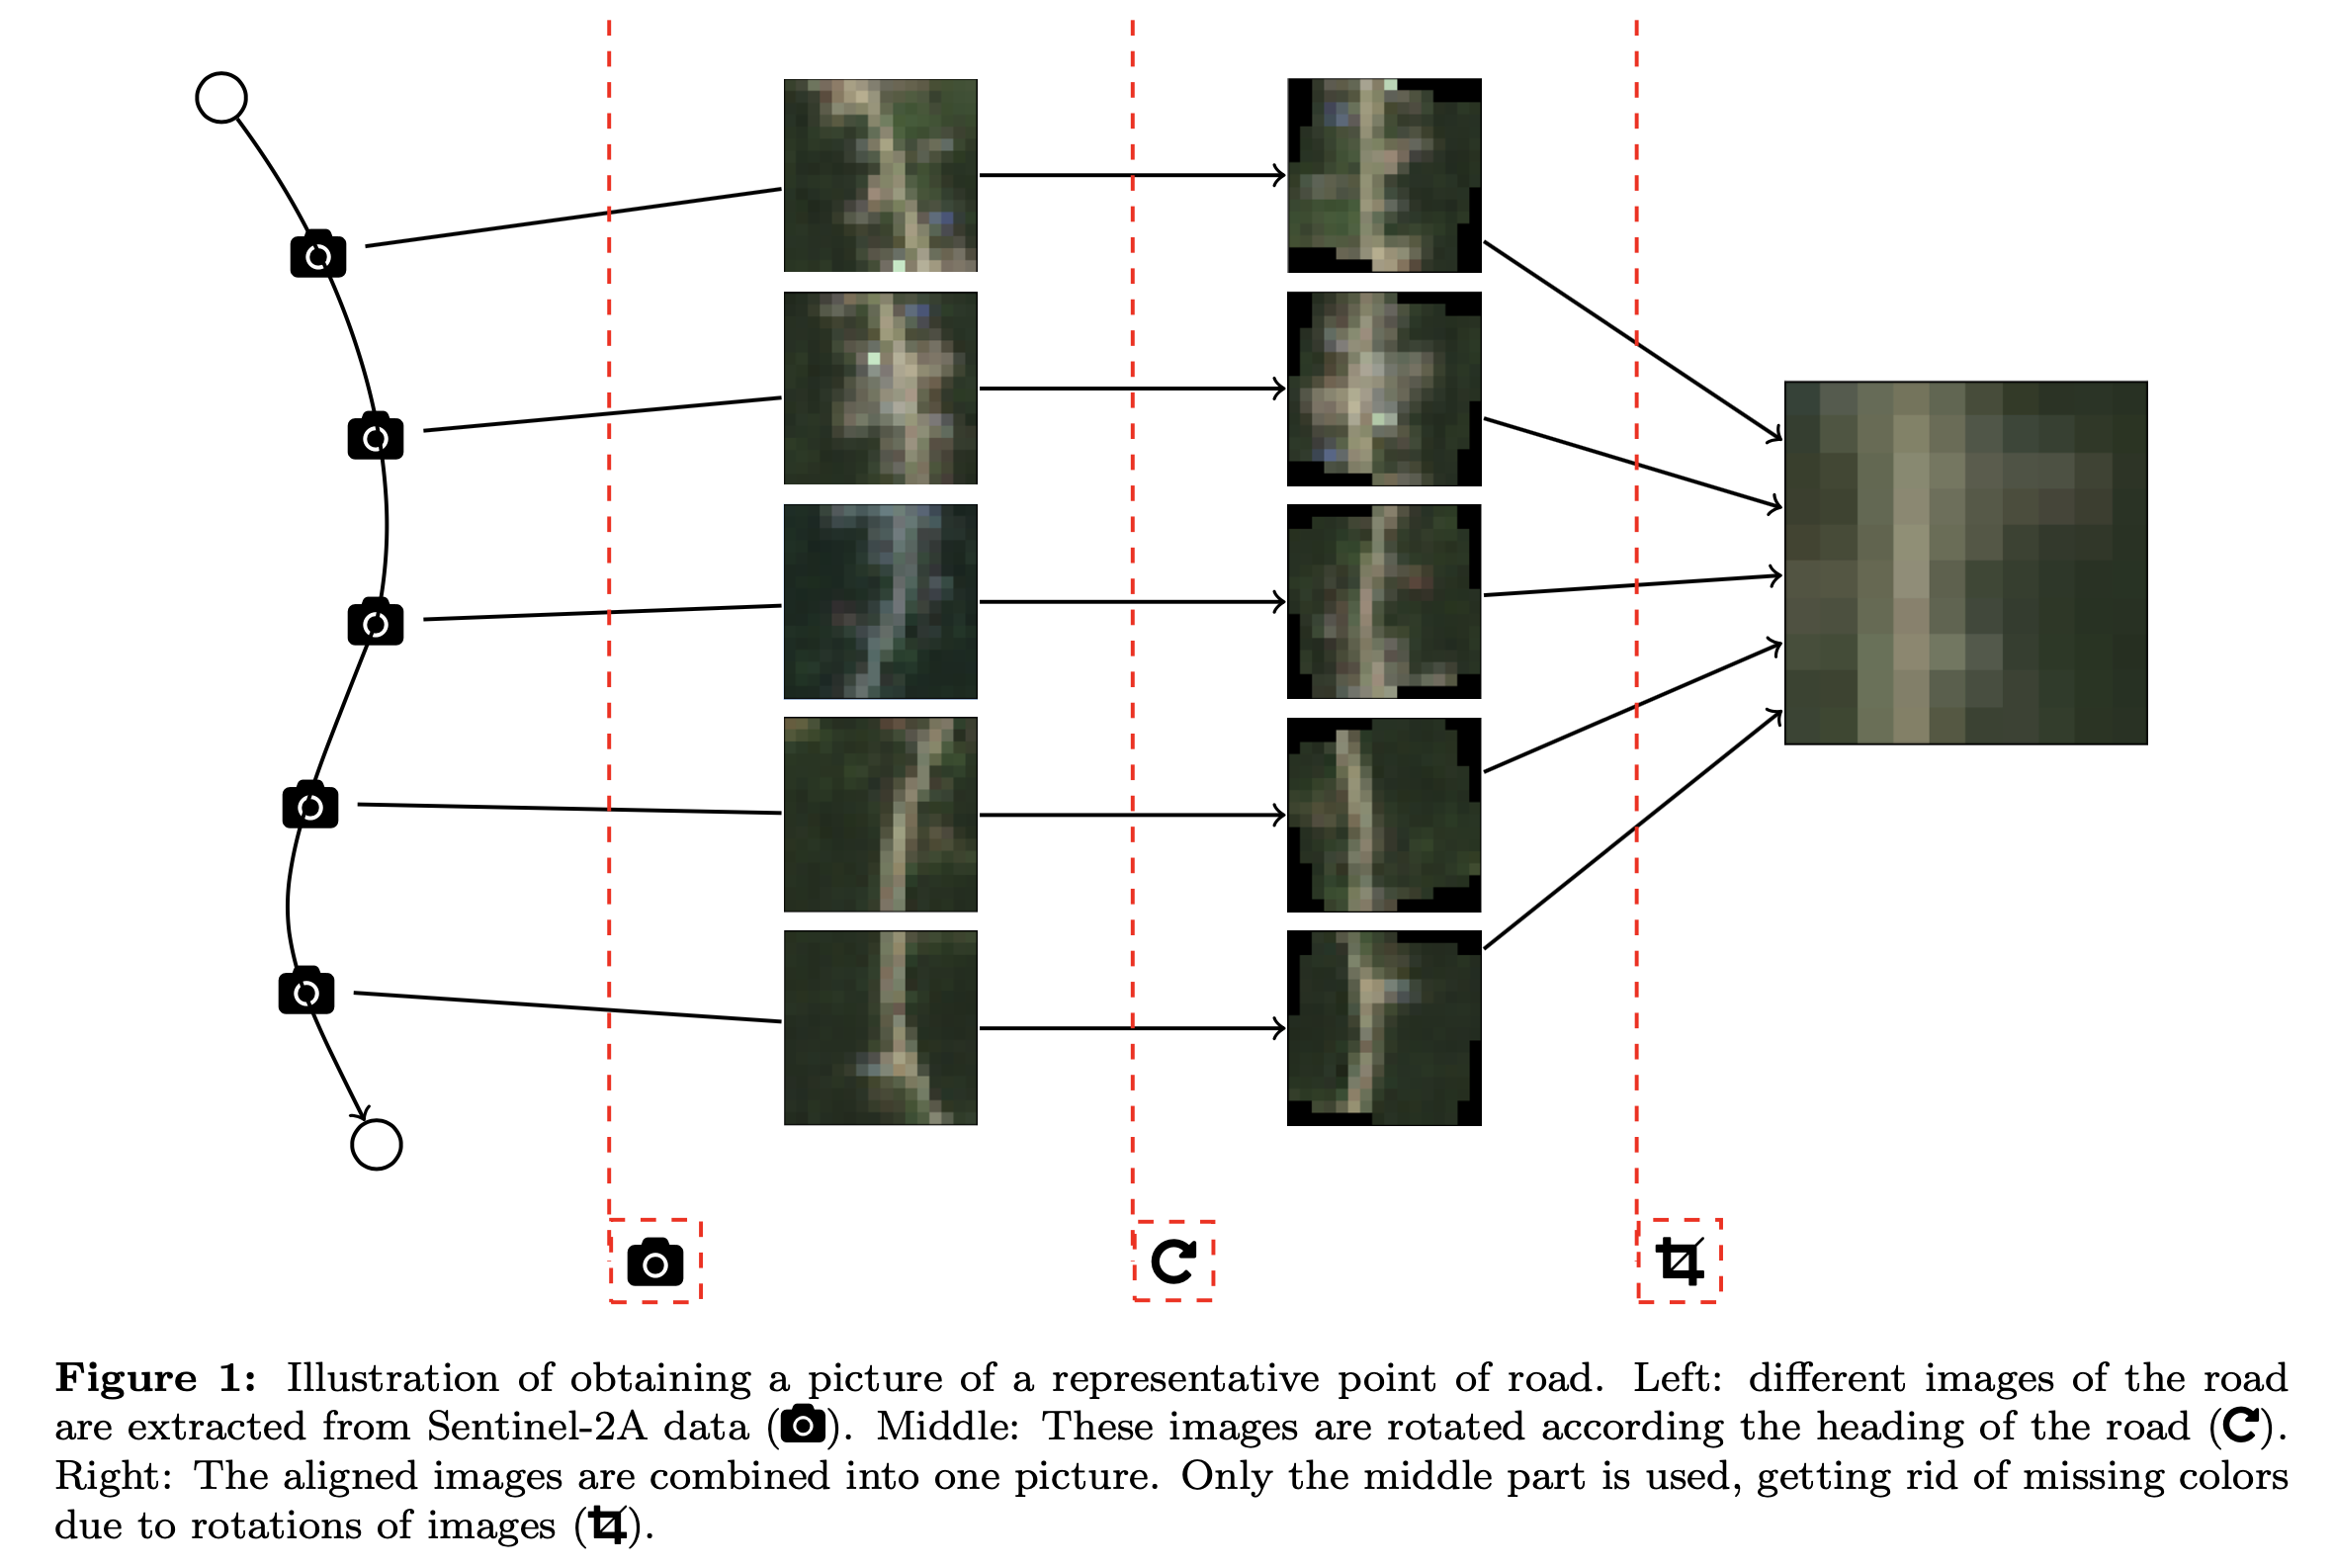 Figure 1: Illustration of obtaining a picture of a representative point of road. Left: different images of the road
are extracted from Sentinel-2A data (). Middle: These images are rotated according the heading of the road ().
Right: The aligned images are combined into one picture. Only the middle part is used, getting rid of missing colors
due to rotations of images ().